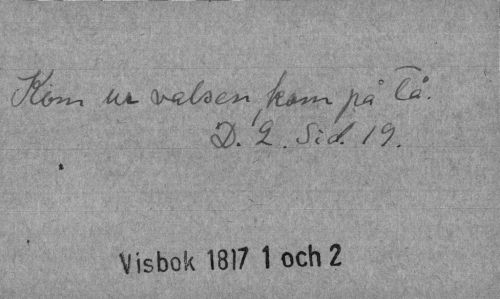 Kom ur valsen, kom på tå.
D. 2. Sid. 19.
Visbok 1817 1 och 2